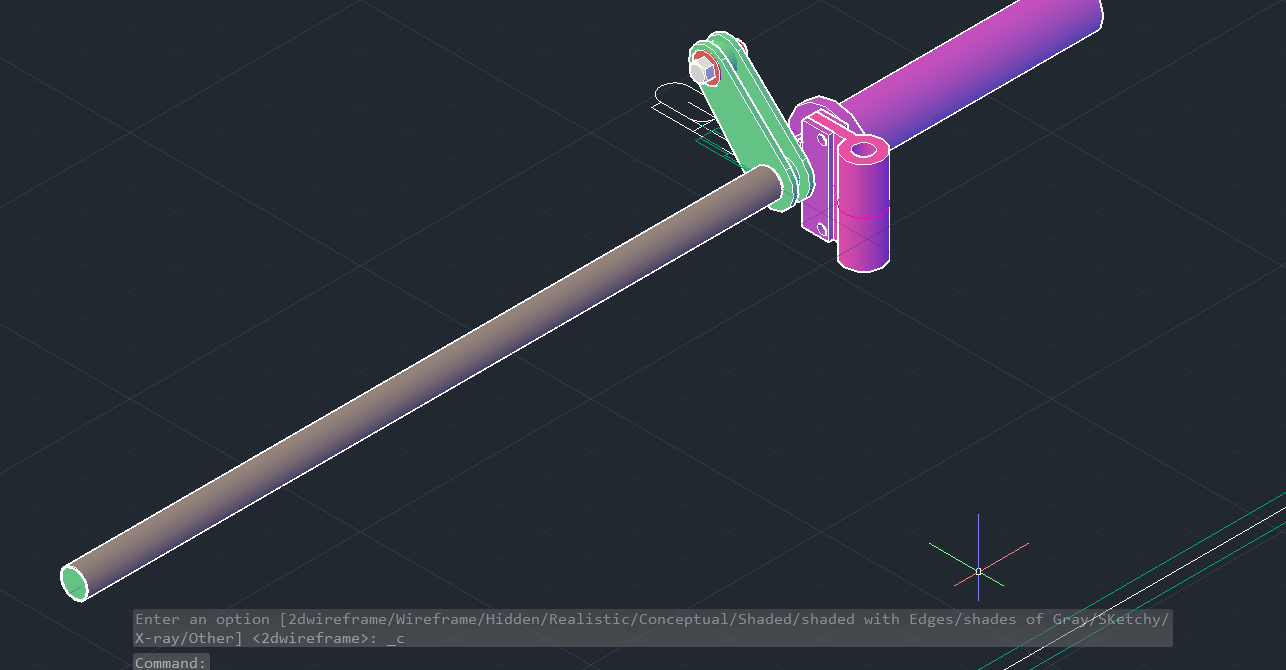 Enter an option [2dwireframe/Wireframe/Hidden/Realistic/Conceptual/Shaded/shaded with Edges/shades of Gray/SKetchy/
X-ray/Other] <2dwireframe>: _c
Command: